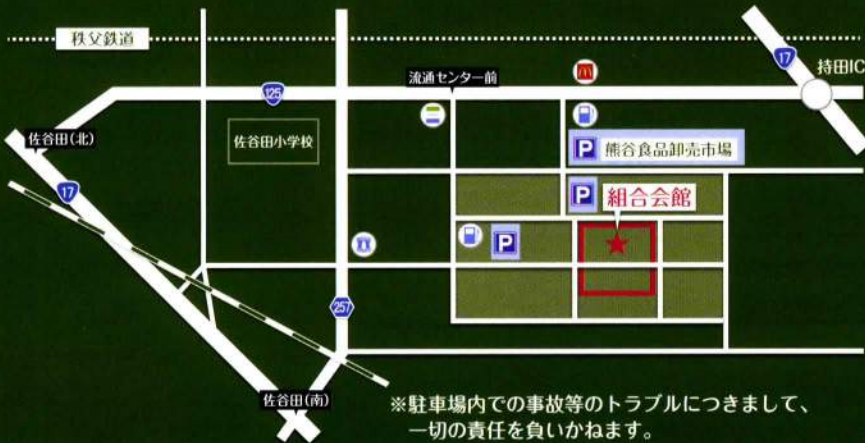 秩父鉄道
17
持田IC
流通センター前
125
佐谷田(北)
佐谷田小学校
P 熊谷食品卸売市場
17
P 組合会館
P
257
佐谷田(南)
※駐車場内での事故等のトラブルにつきまして、
一切の責任を負いかねます。